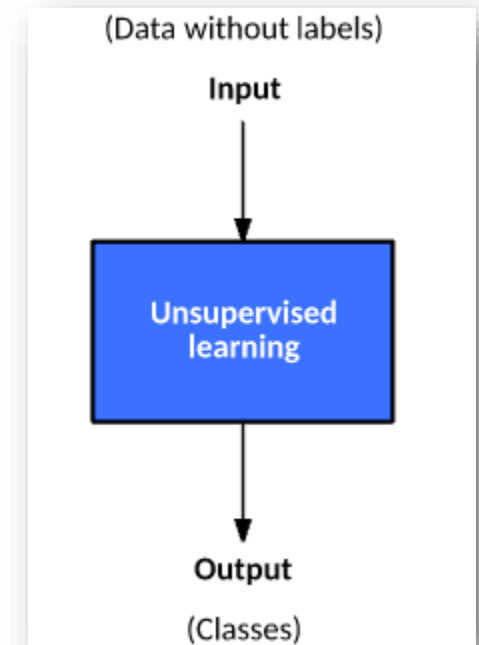 (Data without labels)
Input
Unsupervised
learning
Output
(Classes)